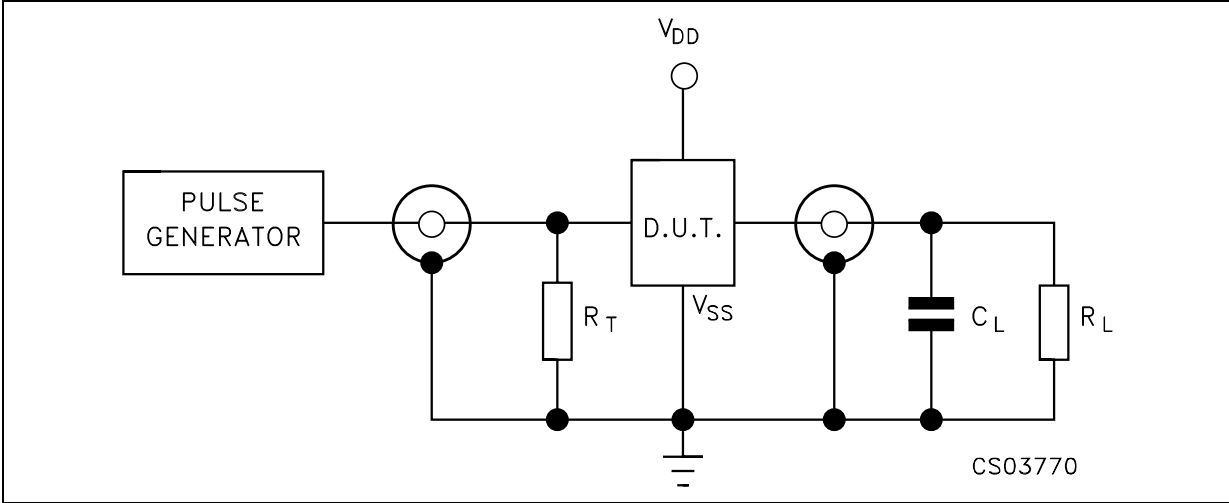 VDD
PULSE
GENERATOR
D.U.T.
VSS
RT
CL
RL
CS03770